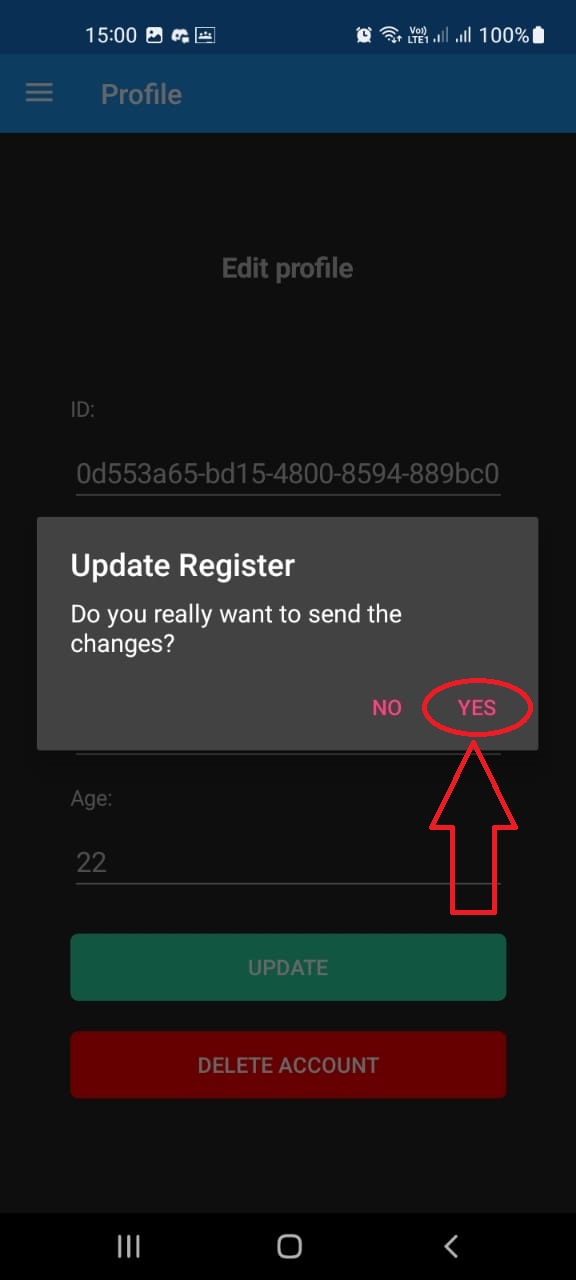 15:00 Vo) LTE1 100%
Profile
Edit profile
ID:
0d553a65-bd15-4800-8594-889bc0
Update Register
Do you really want to send the
changes?
NO YES
Age:
22
UPDATE
DELETE ACCOUNT